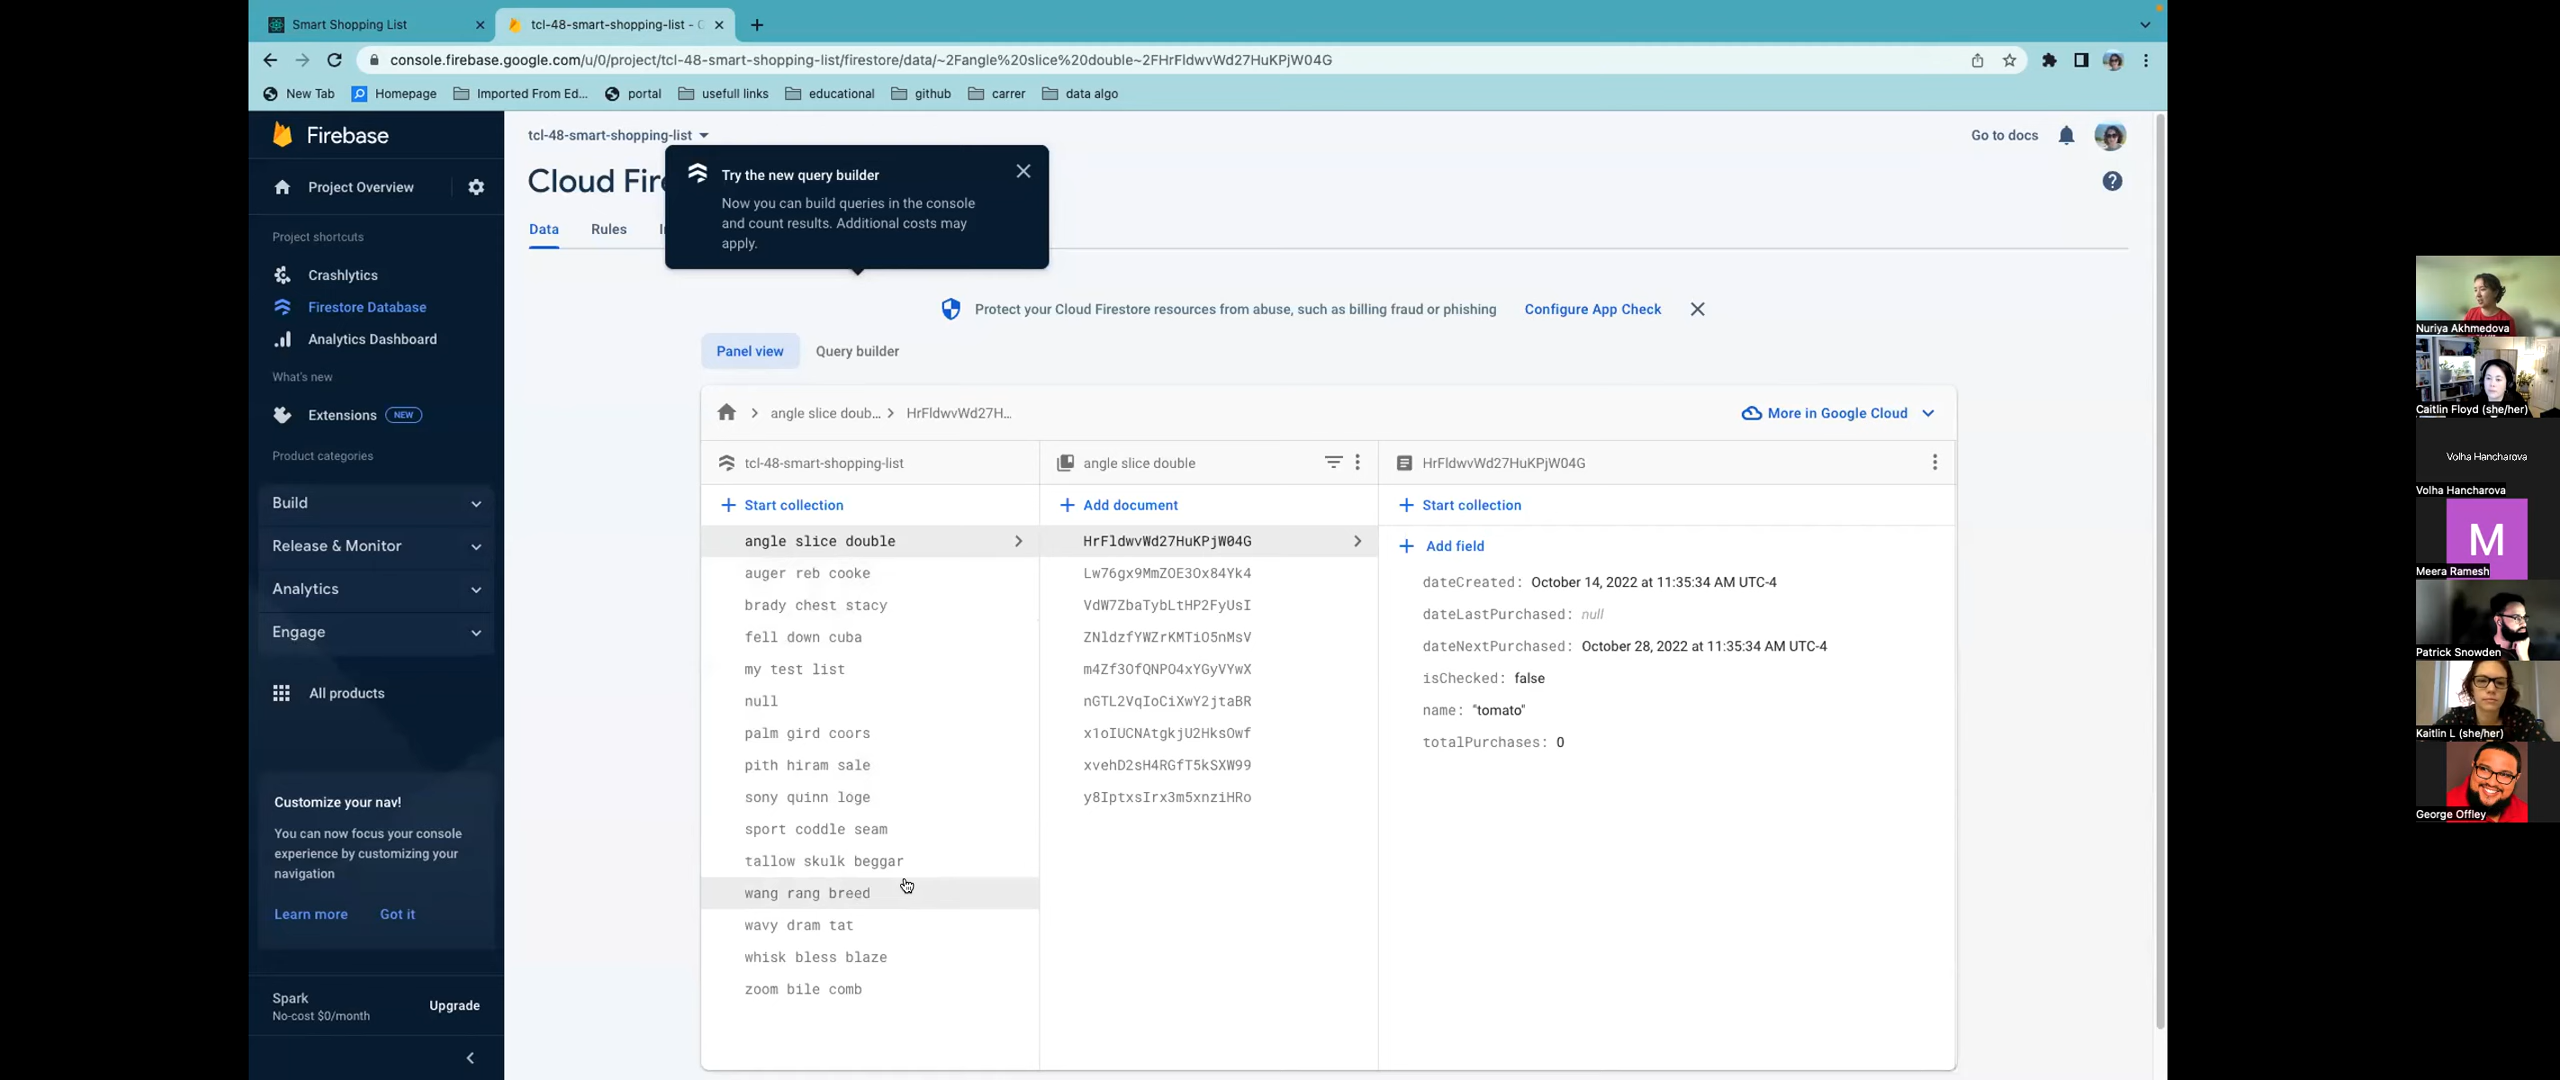 Smart Shopping List
tcl-48-smart-shopping-list -
console.firebase.google.com/u/0/project/tcl-48-smart-shopping-list/firestore/data/~2Fangle%20slice%20double~2FHrFldwvWd27HuKPjW04G
New Tab
Homepage
Imported From Ed...
portal
usefull links
educational
github
carrer
data algo
Firebase
Project Overview
Project shortcuts
Crashlytics
Firestore Database
Analytics Dashboard
What's new
Extensions NEW
Product categories
Build
Release & Monitor
Analytics
Engage
All products
Customize your nav!
You can now focus your console
experience by customizing your
navigation
Learn more
Got it
Spark
No-cost $0/month
Upgrade
tcl-48-smart-shopping-list
Go to docs
Cloud Fire
Try the new query builder
Now you can build queries in the console
and count results. Additional costs may
apply.
Data
Rules
Protect your Cloud Firestore resources from abuse, such as billing fraud or phishing
Configure App Check
Panel view
Query builder
angle slice doub...
HrFldwvWd27H...
More in Google Cloud
tcl-48-smart-shopping-list
Start collection
angle slice double
auger reb cooke
brady chest stacy
fell down cuba
my test list
null
palm gird coors
pith hiram sale
sony quinn loge
sport coddle seam
tallow skulk beggar
wang rang breed
wavy dram tat
whisk bless blaze
zoom bile comb
angle slice double
Add document
HrFldwvWd27HuKPjW04G
Lw76gx9MmZOE3Ox84Yk4
VdW7ZbaTybLtHP2FyUsI
ZNldzfYWZrKMTiO5nMsV
m4Zf3OfQNPO4xYGyVYwX
nGTL2VqIoCiXwY2jtaBR
x1oIUCNAtgkjU2HksOwf
xvehD2sH4RGfT5kSXW99
y8IptxsIrx3m5xnziHRo
HrFldwvWd27HuKPjW04G
Start collection
Add field
dateCreated: October 14, 2022 at 11:35:34 AM UTC-4
dateLastPurchased: null
dateNextPurchased: October 28, 2022 at 11:35:34 AM UTC-4
isChecked: false
name: "tomato"
totalPurchases: 0
Nuriya Akhmedova
Caitlin Floyd (she/her)
Volha Hancharova
Volha Hancharova
M
Meera Ramesh
Patrick Snowden
Kaitlin L (she/her)
George Offley